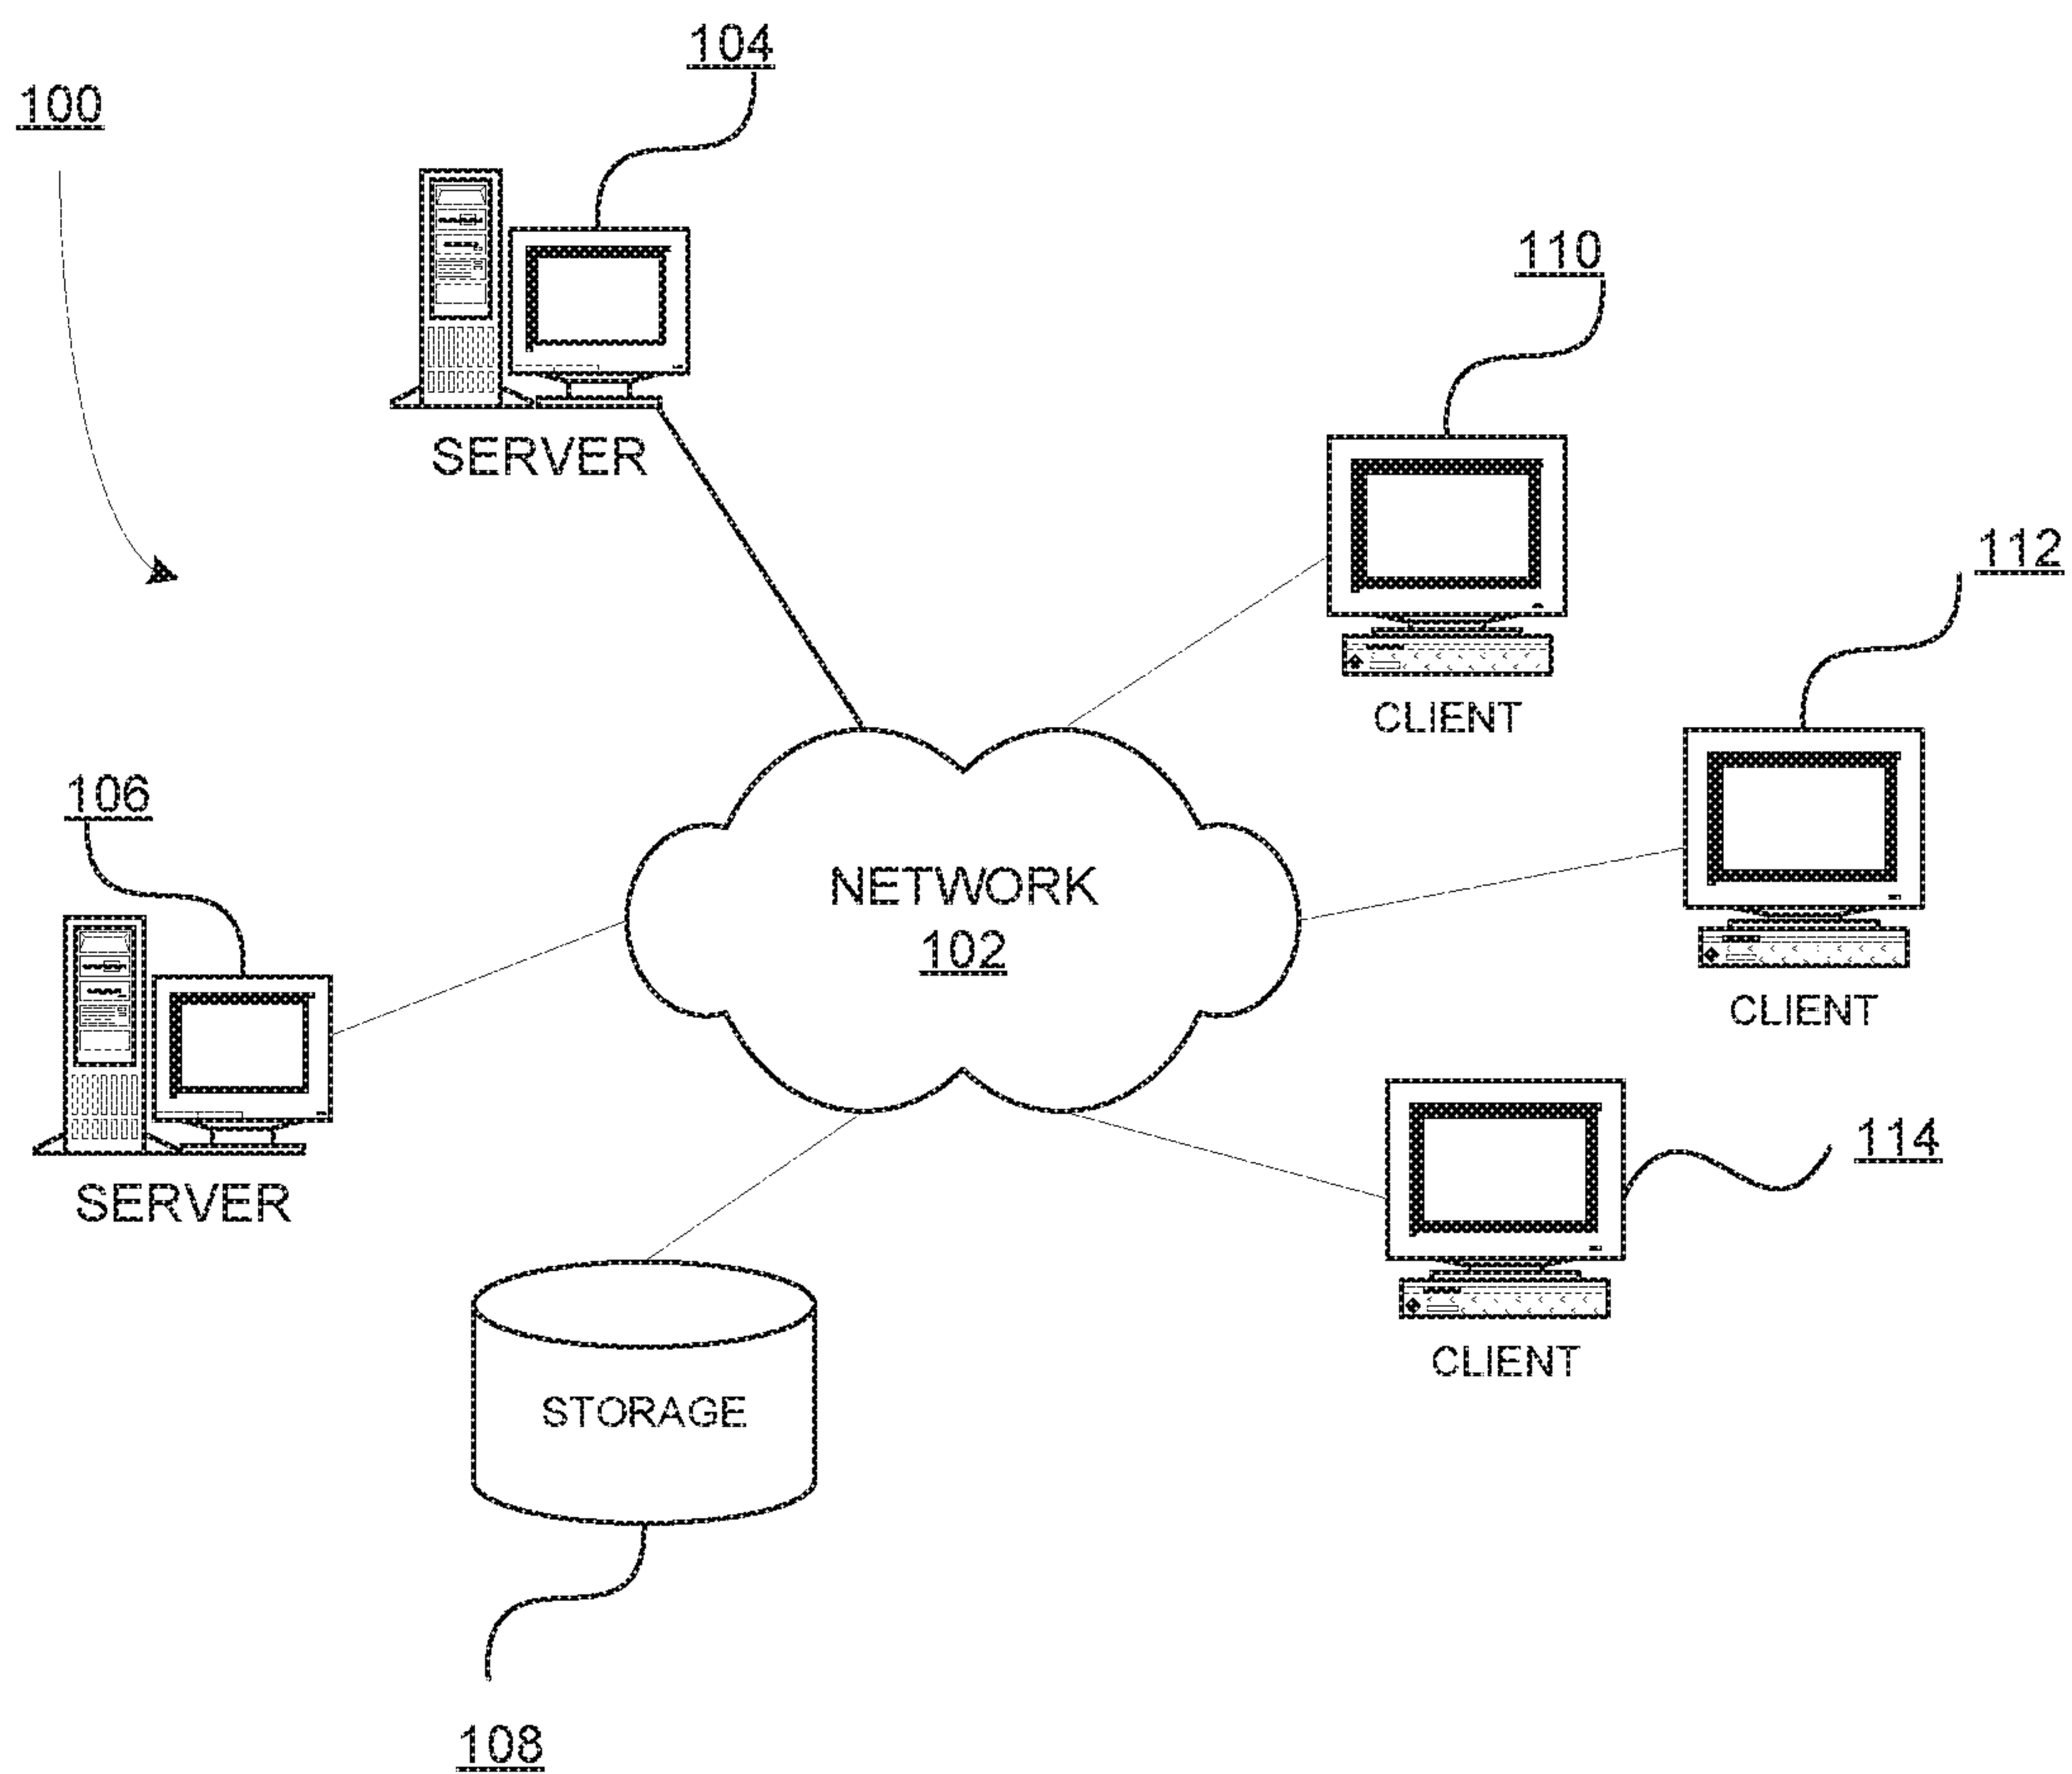 104
100
SERVER
110
CLIENT
112
CLIENT
106
SERVER
NETWORK
102
114
CLIENT
STORAGE
108